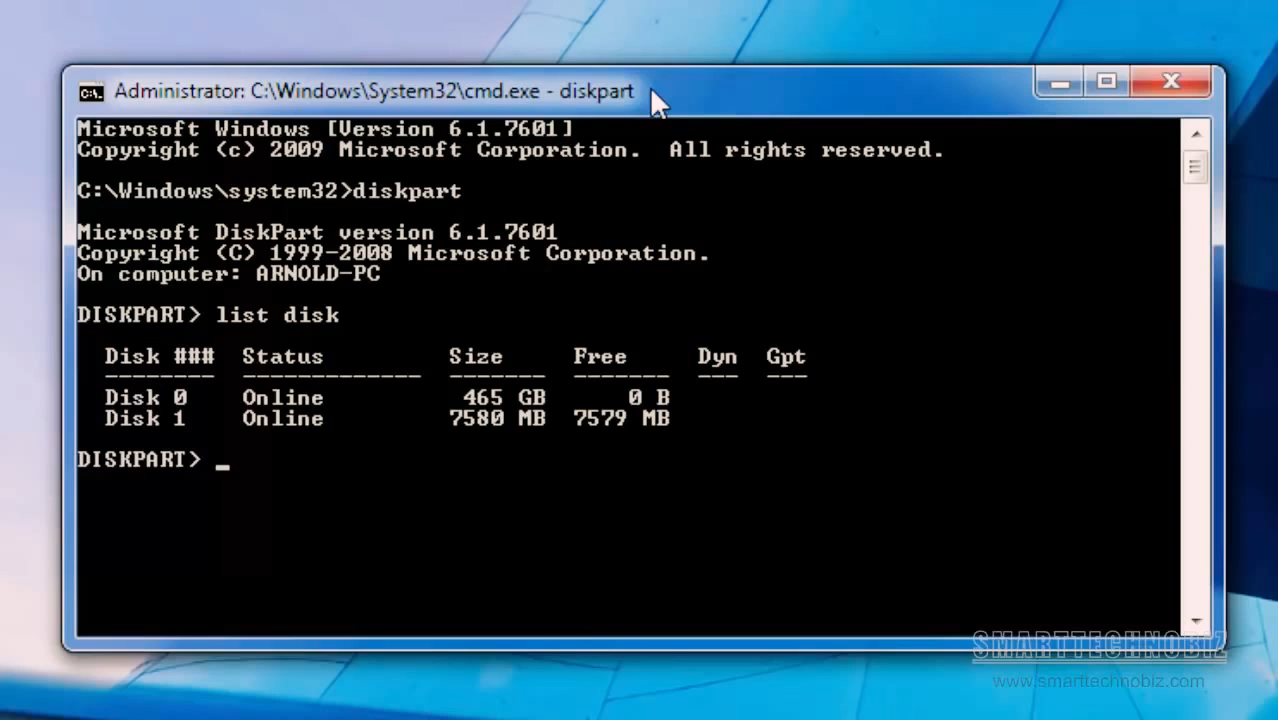 Administrator: C:\Windows\System32\cmd.exe - diskpart
Microsoft Windows [Version 6.1.7601]
Copyright (c) 2009 Microsoft Corporation.  All rights reserved.
C:\Windows\system32>diskpart
Microsoft DiskPart version 6.1.7601
Copyright (C) 1999-2008 Microsoft Corporation.
On computer: ARNOLD-PC
DISKPART> list disk
  Disk ###  Status         Size     Free     Dyn  Gpt
  --------  -------------  -------  -------  ---  ---
  Disk 0    Online          465 GB      0 B
  Disk 1    Online         7580 MB  7579 MB
DISKPART> _
SMARTTECHNOBIZ
www.smarttechnobiz.com